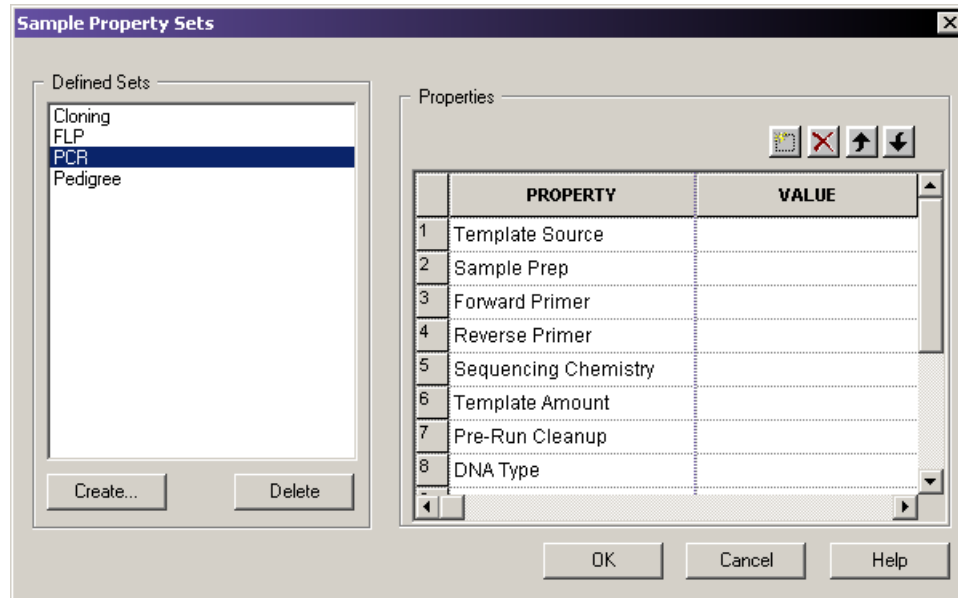 Sample Property Sets
Defined Sets
Cloning
FLP
PCR
Pedigree
Create...
Delete
Properties
PROPERTY VALUE
1 Template Source
2 Sample Prep
3 Forward Primer
4 Reverse Primer
5 Sequencing Chemistry
6 Template Amount
7 Pre-Run Cleanup
8 DNA Type
OK
Cancel
Help